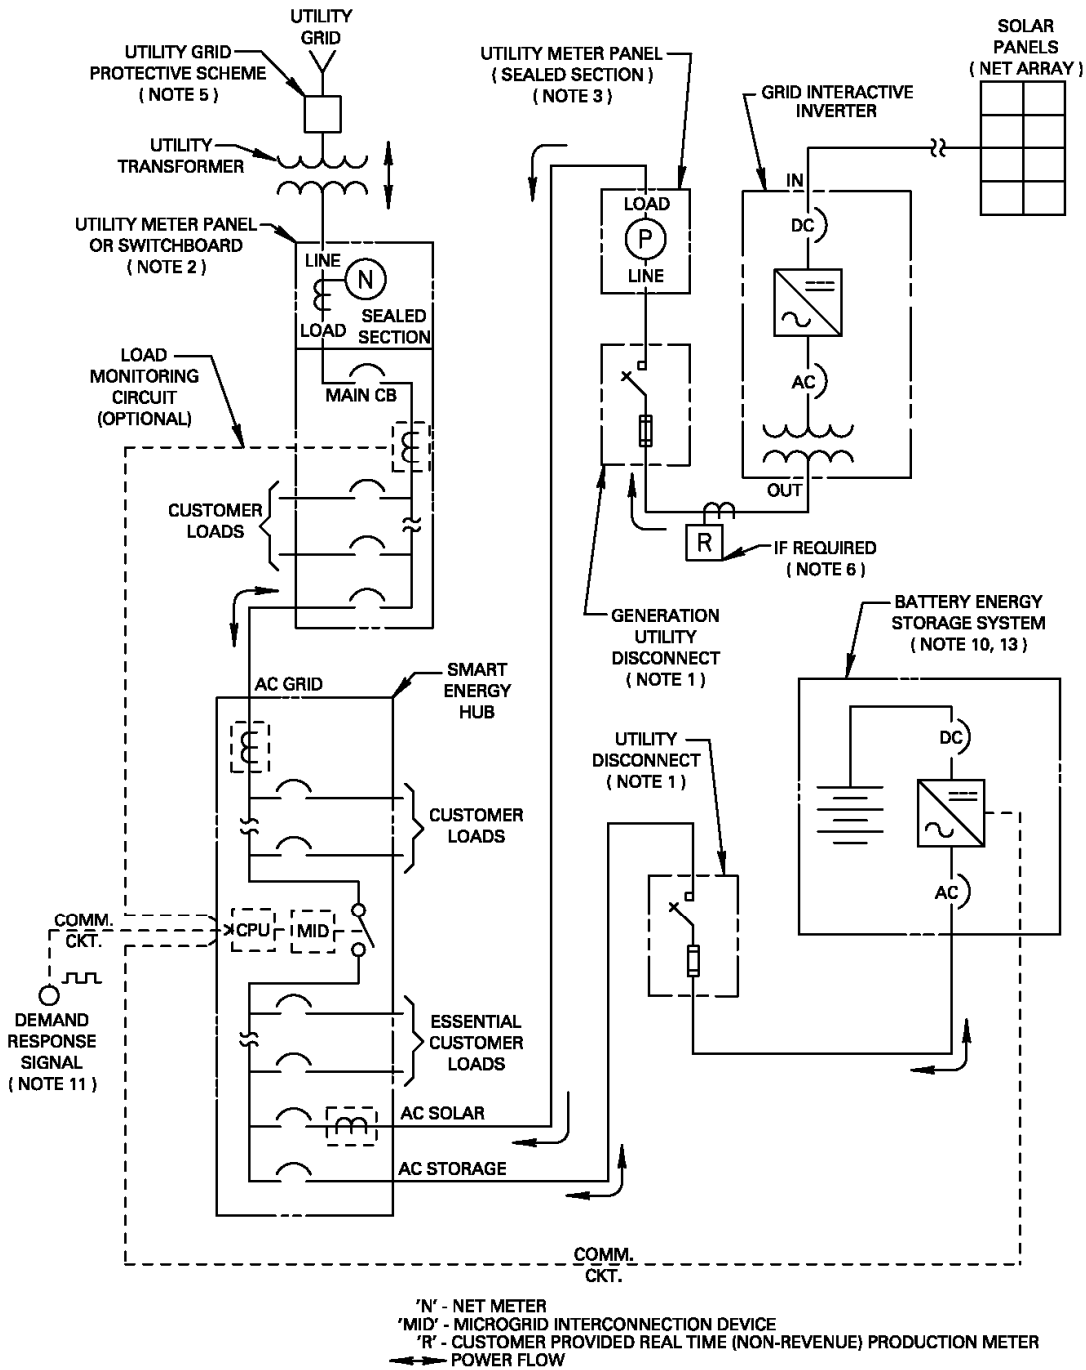 UTILITY
GRID
UTILITY GRID
PROTECTIVE SCHEME
( NOTE 5 )
UTILITY
TRANSFORMER
UTILITY METER PANEL
OR SWITCHBOARD
( NOTE 2 )
LINE
N
LOAD
SEALED
SECTION
MAIN CB
LOAD
MONITORING
CIRCUIT
(OPTIONAL)
CUSTOMER
LOADS
UTILITY METER PANEL
( SEALED SECTION )
( NOTE 3 )
LOAD
P
LINE
GRID INTERACTIVE
INVERTER
SOLAR
PANELS
( NET ARRAY )
IN
DC
AC
OUT
R
IF REQUIRED
( NOTE 6 )
GENERATION
UTILITY
DISCONNECT
( NOTE 1 )
BATTERY ENERGY
STORAGE SYSTEM
( NOTE 10, 13 )
DC
AC
UTILITY
DISCONNECT
( NOTE 1 )
AC GRID
SMART
ENERGY
HUB
CUSTOMER
LOADS
COMM.
CKT.
CPU
MID
DEMAND
RESPONSE
SIGNAL
( NOTE 11 )
ESSENTIAL
CUSTOMER
LOADS
AC SOLAR
AC STORAGE
COMM.
CKT.
'N' - NET METER
'MID' - MICROGRID INTERCONNECTION DEVICE
'R' - CUSTOMER PROVIDED REAL TIME (NON-REVENUE) PRODUCTION METER
POWER FLOW